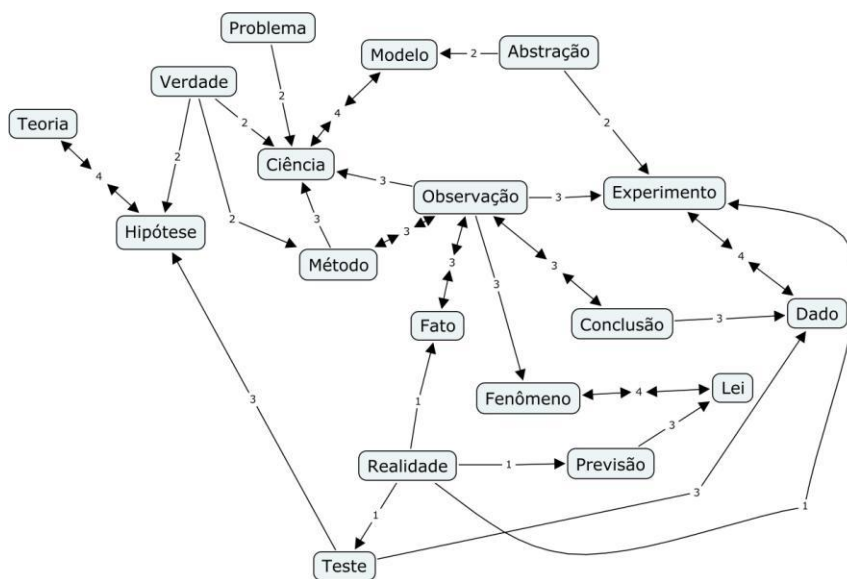 Problema
Modelo
2
Abstração
Verdade
2
2
4
2
Teoria
2
4
Ciência
3
Observação
3
Experimento
2
3
Hipótese
Método
3
3
3
3
4
Fato
Conclusão
3
Dado
Fenômeno
4
Lei
3
3
1
Realidade
1
Previsão
3
1
1
Teste